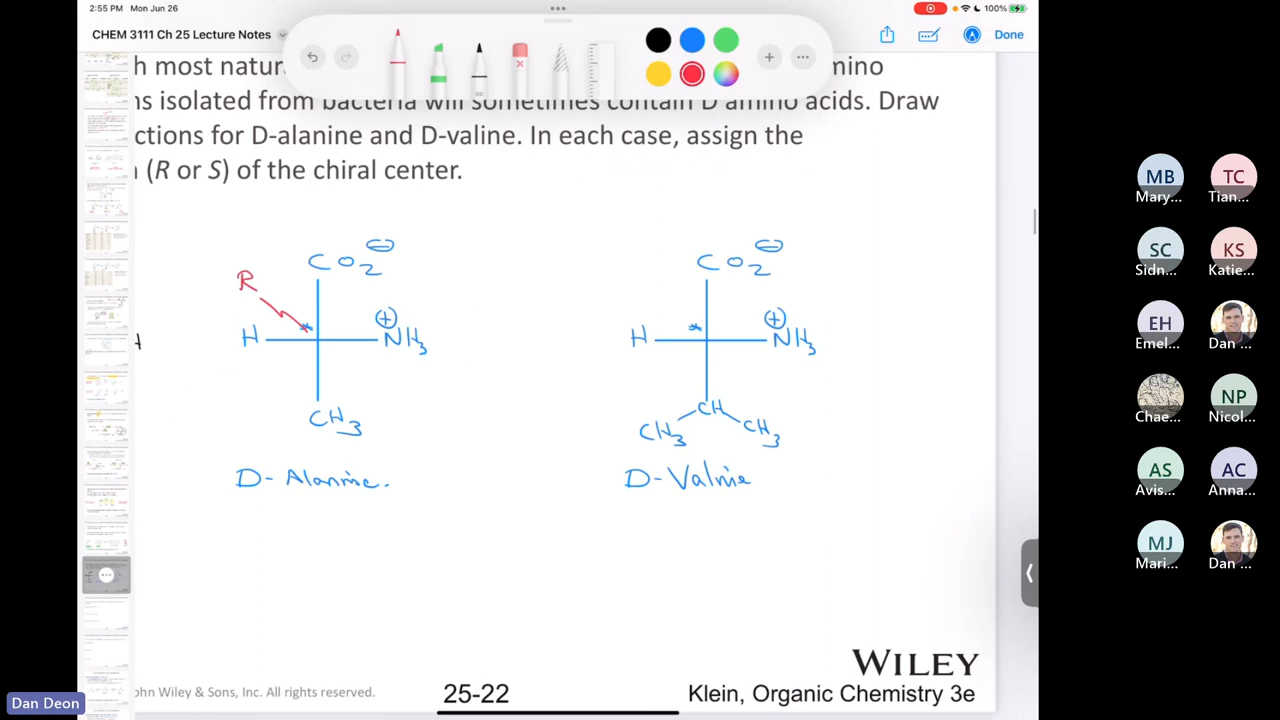 2:55 PM Mon Jun 26
100%
CHEM 3111 Ch 25 Lecture Notes
Done
h most natur
mino
ns isolated from bacteria will sometimes contain D amino acids. Draw
ctions for D-alanine and D-valine. In each case, assign the
(R or S) of the chiral center.
CO2 ⊖
R
H * NH3 ⊕
CH3
D-Alanine.
CO2 ⊖
H * NH3 ⊕
CH
CH3 CH3
D-Valine
H
WILEY
ohn Wiley & Sons, Inc. All rights reserved.
25-22
Klein, Organic Chemistry 3e
Dan Deon
MB
Mary...
TC
Tian...
SC
Sidn...
KS
Katie...
EH
Emel...
Dan ...
Chae...
NP
Nicol...
AS
Avis...
AC
Anna...
MJ
Mari...
Dan ...